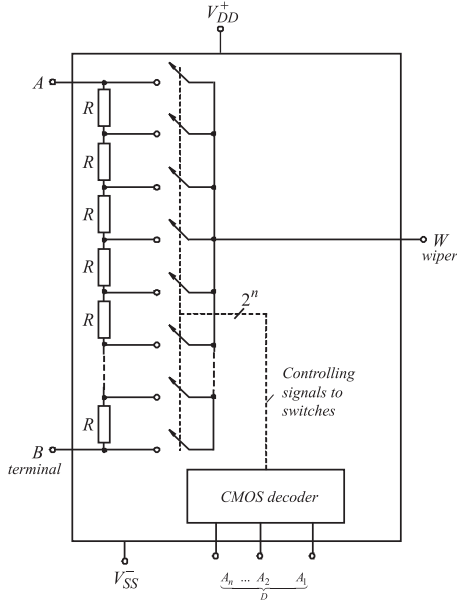 V⁺DD
A
R
R
R
R
R
R
W
wiper
2ⁿ
Controlling
signals to
switches
B
terminal
CMOS decoder
V⁻SS
Aₙ ... A₂ A₁
D